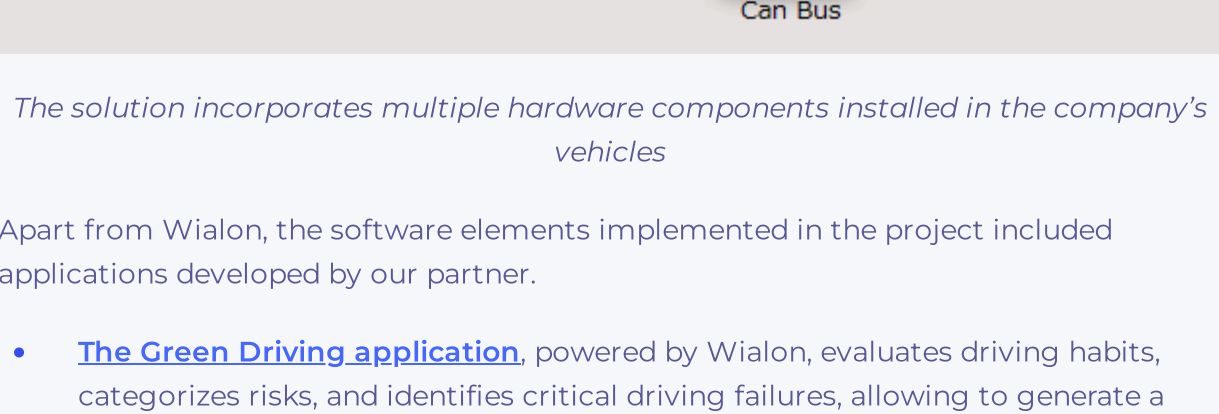 Can Bus
The solution incorporates multiple hardware components installed in the company’s
vehicles
Apart from Wialon, the software elements implemented in the project included
applications developed by our partner.
• The Green Driving application, powered by Wialon, evaluates driving habits,
categorizes risks, and identifies critical driving failures, allowing to generate a